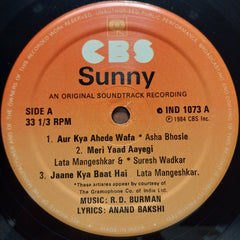 CBS
Sunny
AN ORIGINAL SOUNDTRACK RECORDING
SIDE A
33 1/3 RPM
IND 1073 A
℗ 1984 CBS Inc.
1. Aur Kya Ahede Wafa * Asha Bhosle
2. Meri Yaad Aayegi
Lata Mangeshkar & * Suresh Wadkar
3. Jaane Kya Baat Hai Lata Mangeshkar.
*These artistes appear by courtesy of
The Gramophone Co. of India Ltd.
MUSIC: R. D. BURMAN
LYRICS: ANAND BAKSHI